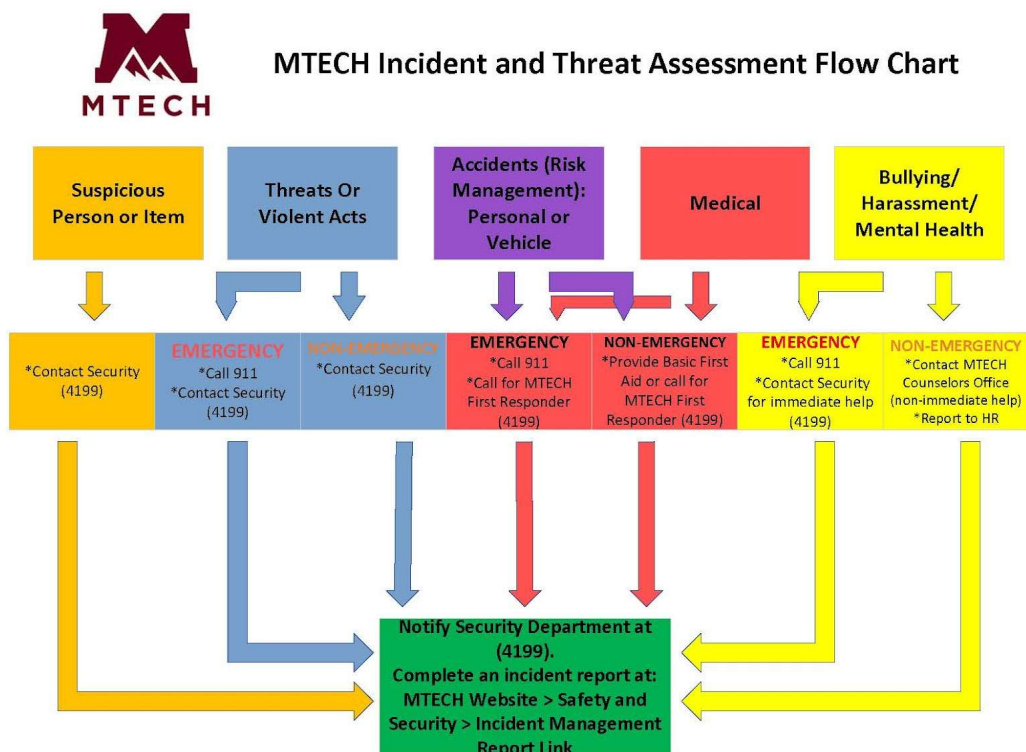 M
MTECH
MTECH Incident and Threat Assessment Flow Chart
Suspicious
Person or Item
Threats Or
Violent Acts
Accidents (Risk
Management):
Personal or
Vehicle
Medical
Bullying/
Harassment/
Mental Health
*Contact Security
(4199)
EMERGENCY
*Call 911
*Contact Security
(4199)
NON-EMERGENCY
*Contact Security
(4199)
EMERGENCY
*Call 911
*Call for MTECH
First Responder
(4199)
NON-EMERGENCY
*Provide Basic First
Aid or call for
MTECH First
Responder (4199)
EMERGENCY
*Call 911
*Contact Security
for immediate help
(4199)
NON-EMERGENCY
*Contact MTECH
Counselors Office
(non-immediate help)
*Report to HR
Notify Security Department at
(4199).
Complete an incident report at:
MTECH Website > Safety and
Security > Incident Management
Report Link